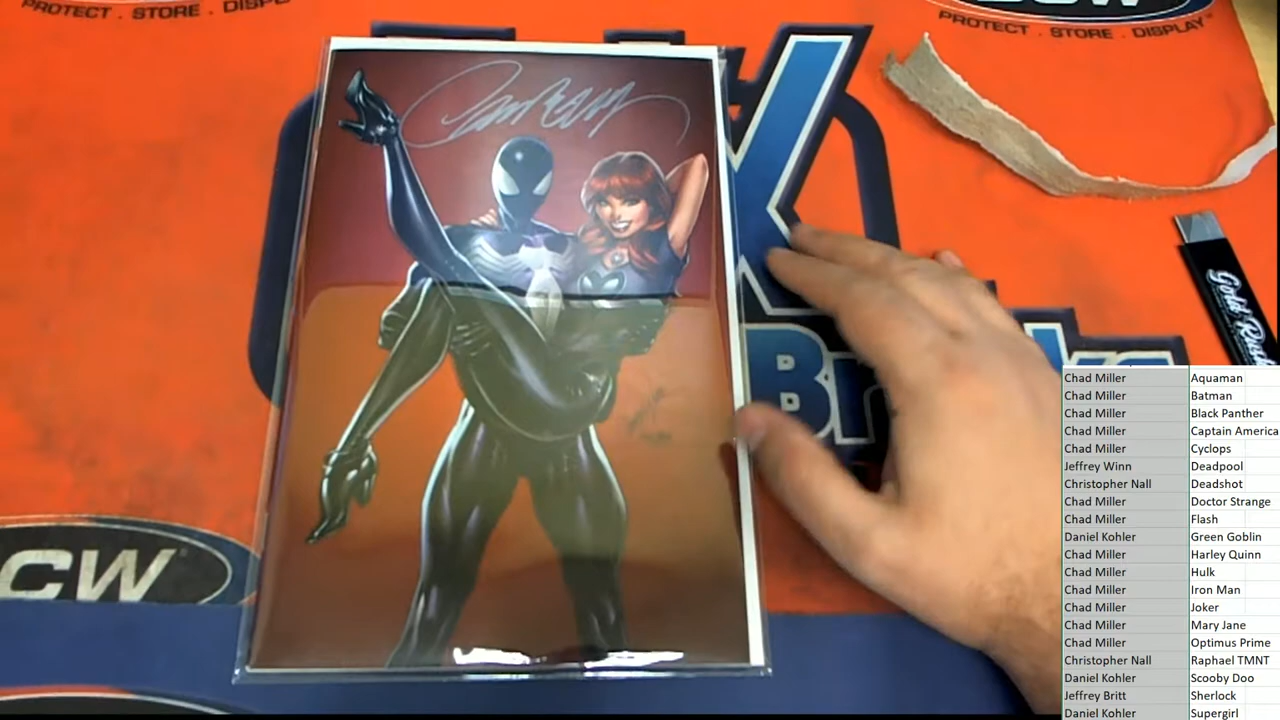 PROTECT . STORE . DISPLA
PROTECT . STORE . DISPLAY
CW
Gold Rush
Chad Miller Aquaman
Chad Miller Batman
Chad Miller Black Panther
Chad Miller Captain America
Chad Miller Cyclops
Jeffrey Winn Deadpool
Christopher Nall Deadshot
Chad Miller Doctor Strange
Chad Miller Flash
Daniel Kohler Green Goblin
Chad Miller Harley Quinn
Chad Miller Hulk
Chad Miller Iron Man
Chad Miller Joker
Chad Miller Mary Jane
Chad Miller Optimus Prime
Christopher Nall Raphael TMNT
Daniel Kohler Scooby Doo
Jeffrey Britt Sherlock
Daniel Kohler Supergirl